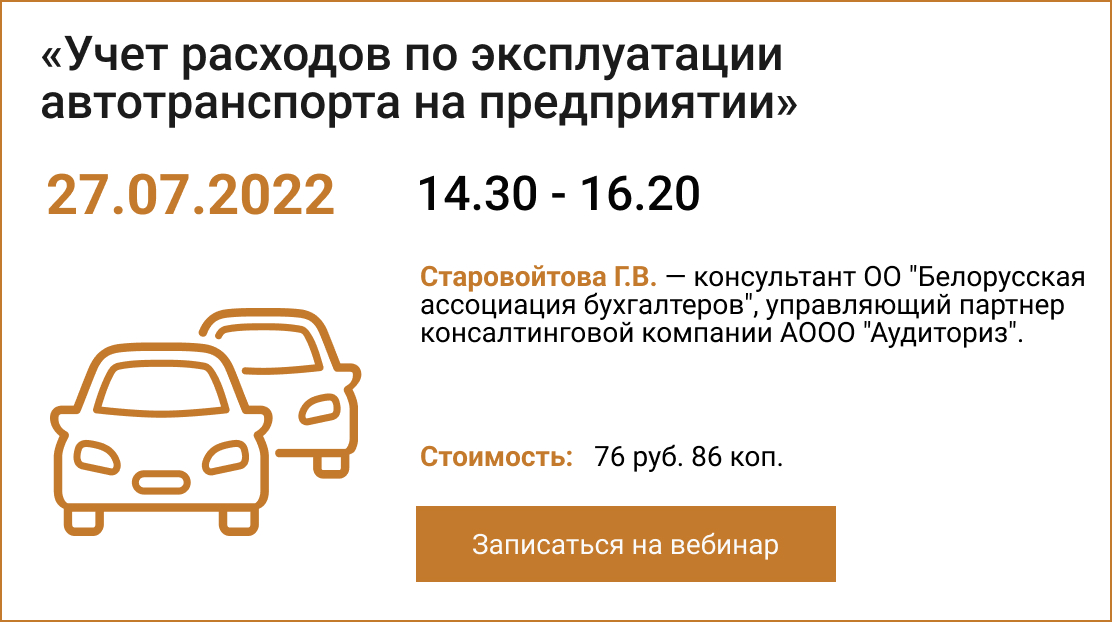 «Учет расходов по эксплуатации
автотранспорта на предприятии»
27.07.2022
14.30 - 16.20
Старовойтова Г.В. — консультант ОО "Белорусская
ассоциация бухгалтеров", управляющий партнер
консалтинговой компании АООО "Аудиториз".
Стоимость: 76 руб. 86 коп.
Записаться на вебинар